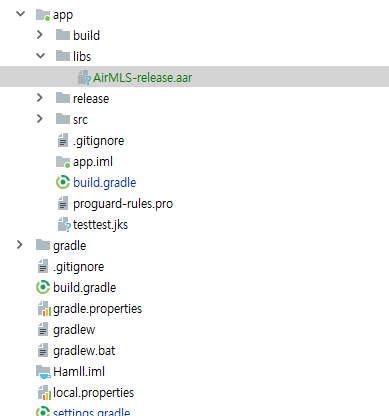 app
build
libs
AirMLS-release.aar
release
src
.gitignore
app.iml
build.gradle
proguard-rules.pro
testtest.jks
gradle
.gitignore
build.gradle
gradle.properties
gradlew
gradlew.bat
Hamll.iml
local.properties
settings.gradle